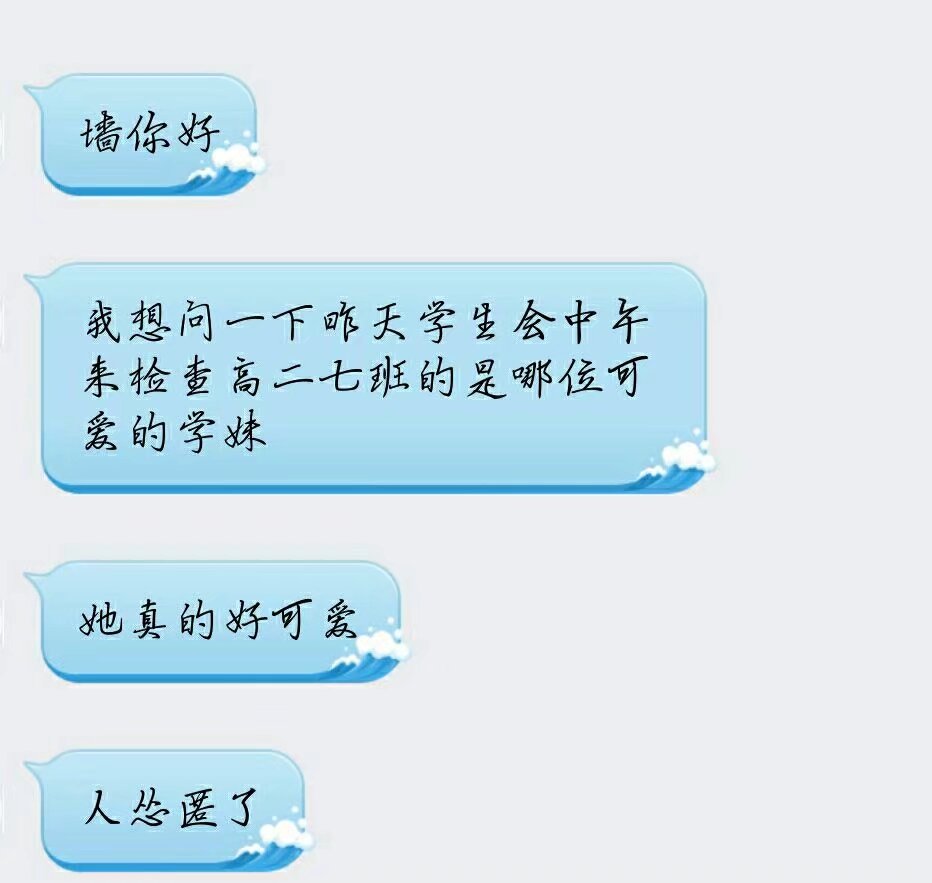 墙你好
我想问一下昨天学生会中午
来检查高二七班的是哪位可
爱的学妹
她真的好可爱
人怂匿了